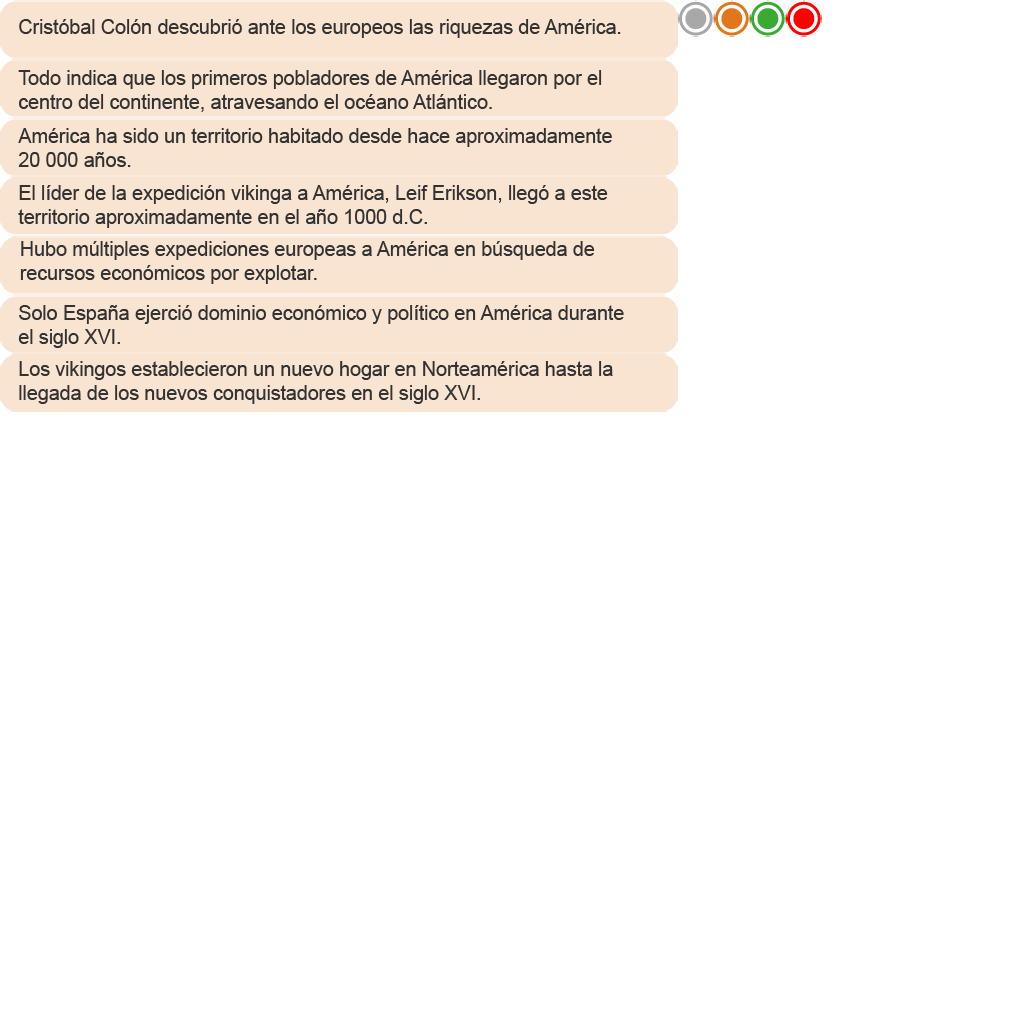 Cristóbal Colón descubrió ante los europeos las riquezas de América.
Todo indica que los primeros pobladores de América llegaron por el
centro del continente, atravesando el océano Atlántico.
América ha sido un territorio habitado desde hace aproximadamente
20 000 años.
El líder de la expedición vikinga a América, Leif Erikson, llegó a este
territorio aproximadamente en el año 1000 d.C.
Hubo múltiples expediciones europeas a América en búsqueda de
recursos económicos por explotar.
Solo España ejerció dominio económico y político en América durante
el siglo XVI.
Los vikingos establecieron un nuevo hogar en Norteamérica hasta la
llegada de los nuevos conquistadores en el siglo XVI.